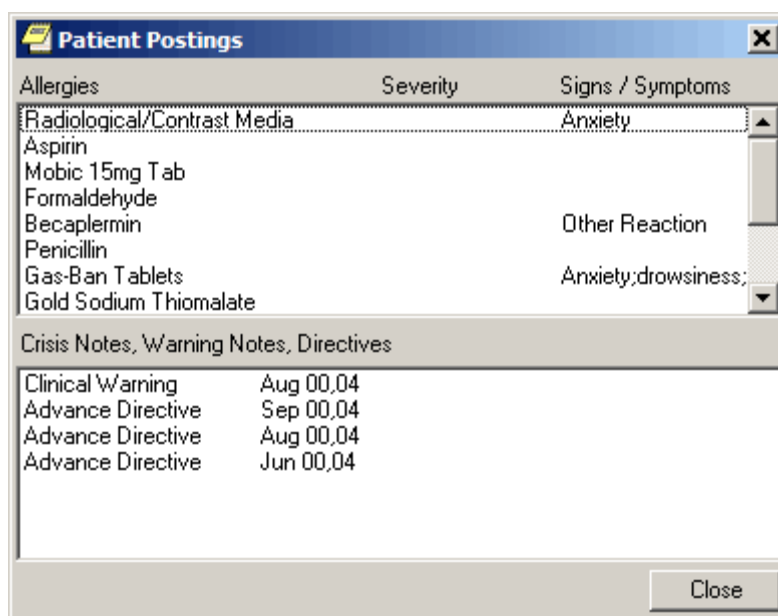 Patient Postings
Allergies Severity Signs / Symptoms
Radiological/Contrast Media Anxiety
Aspirin
Mobic 15mg Tab
Formaldehyde
Becaplermin Other Reaction
Penicillin
Gas-Ban Tablets Anxiety;drowsiness;
Gold Sodium Thiomalate
Crisis Notes, Warning Notes, Directives
Clinical Warning Aug 00,04
Advance Directive Sep 00,04
Advance Directive Aug 00,04
Advance Directive Jun 00,04
Close